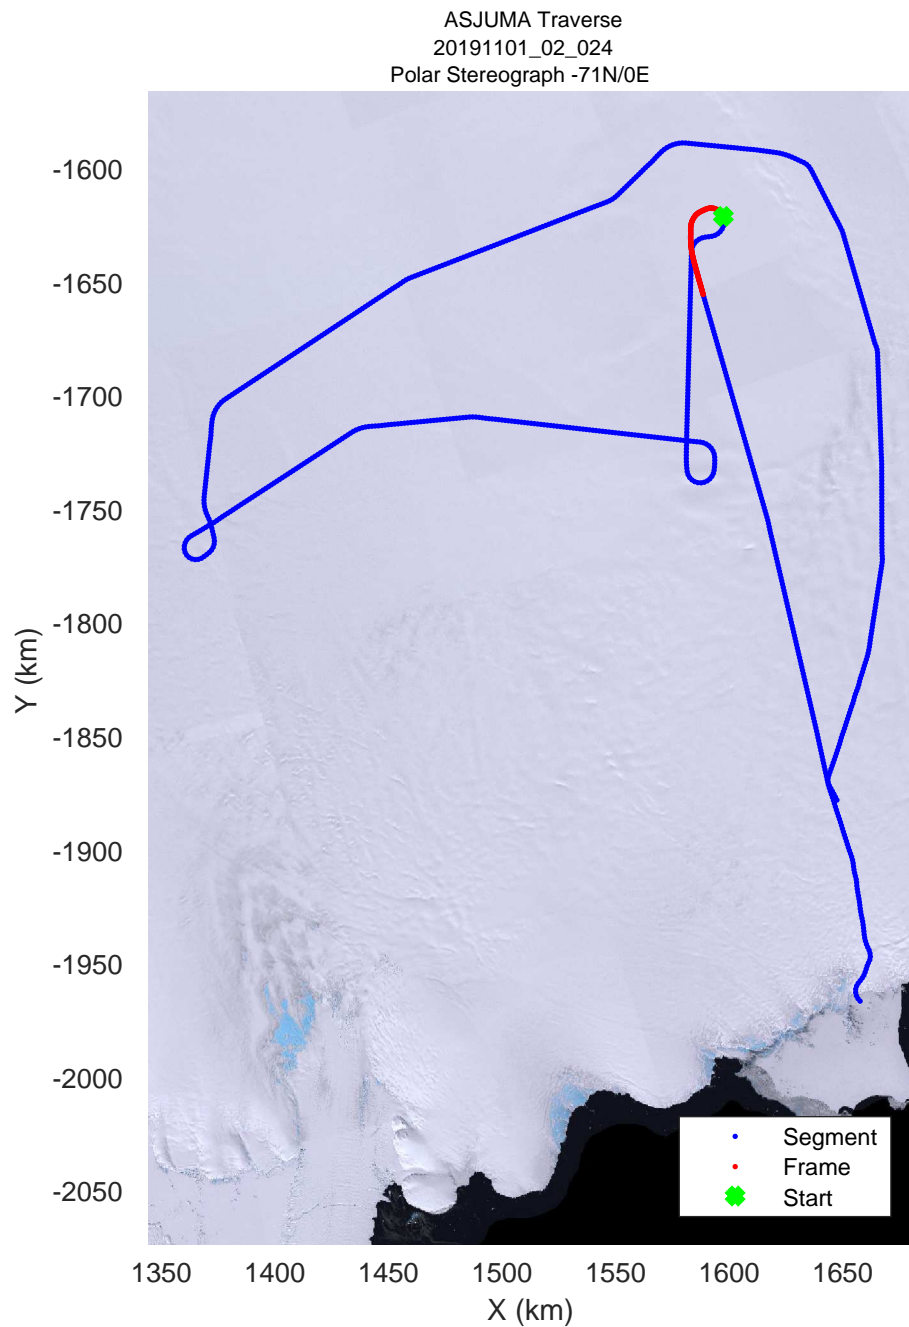 ASJUMA Traverse
20191101_02_024
Polar Stereograph -71N/0E
-1600
-1650
-1700
-1750
-1800
-1850
-1900
-1950
-2000
-2050
Y (km)
Segment
Frame
Start
1350 1400 1450 1500 1550 1600 1650
X (km)